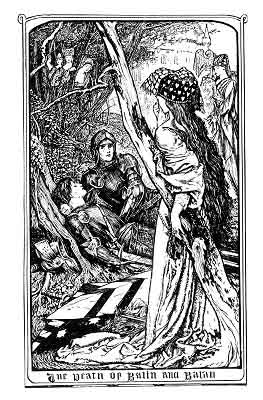 The Death of Balin and Balan